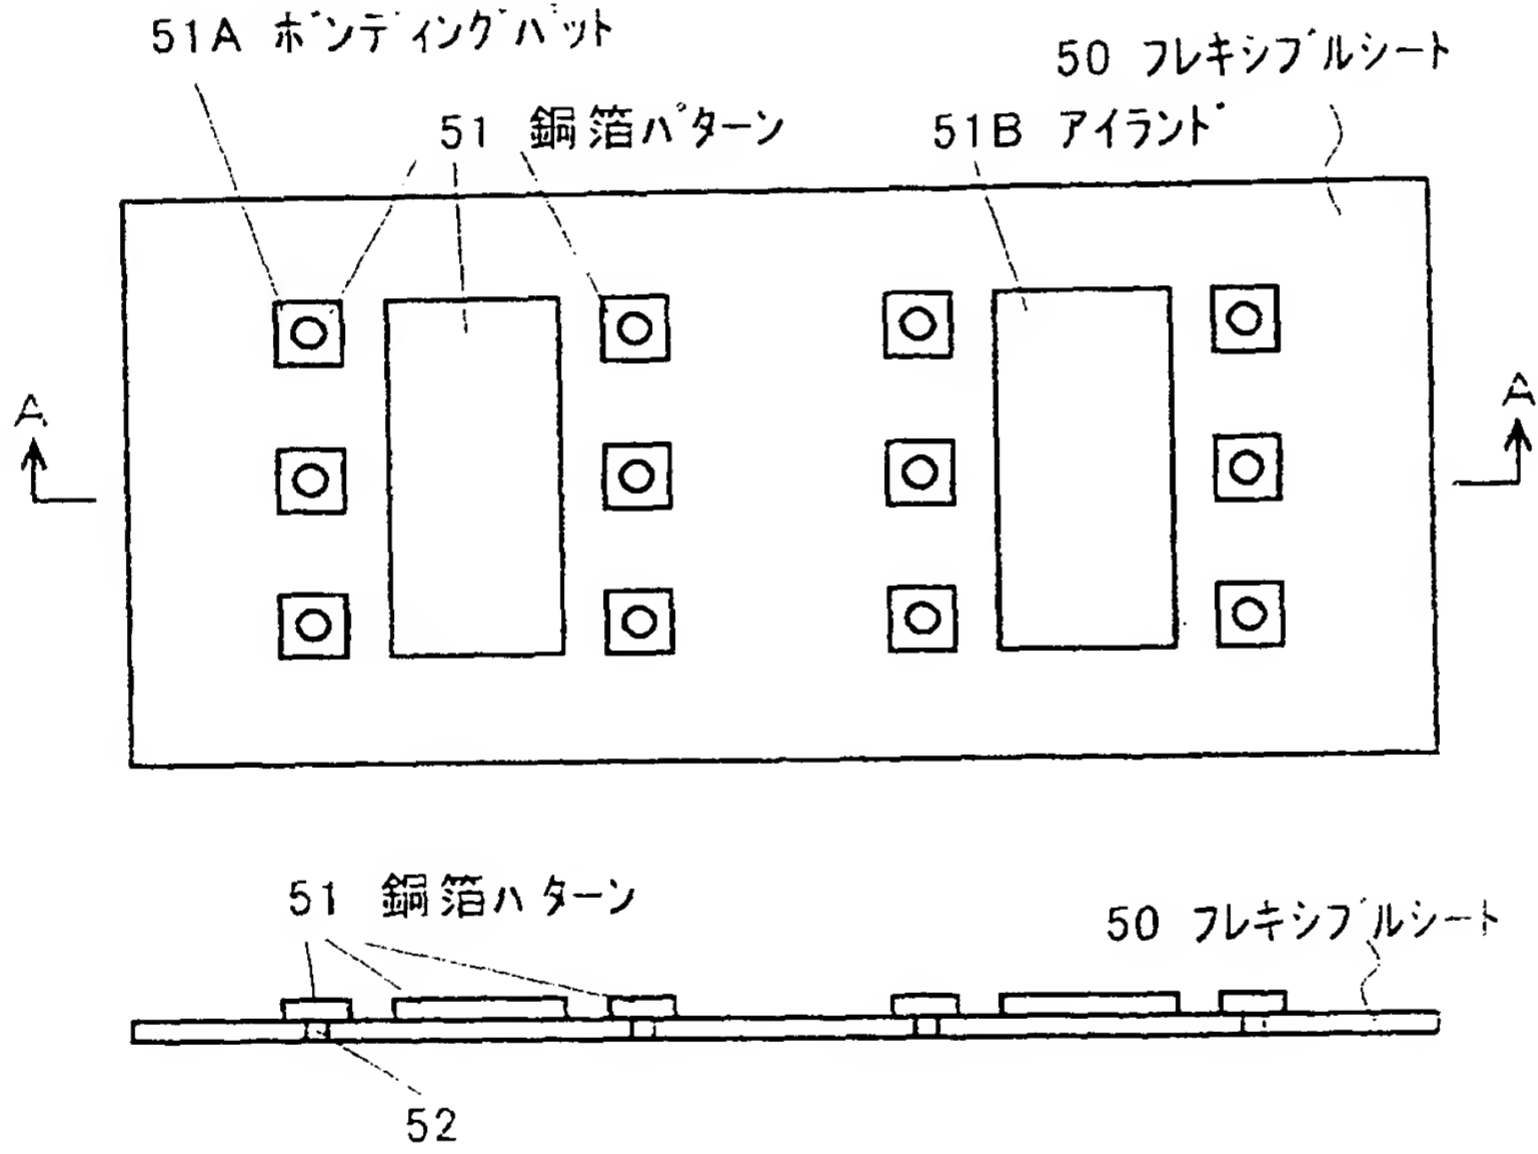 51A ボンディングパット
50 フレキシブルシート
51 銅箔パターン
51B アイランド
A
A
51 銅箔ハターン
50 フレキシブルシート
52